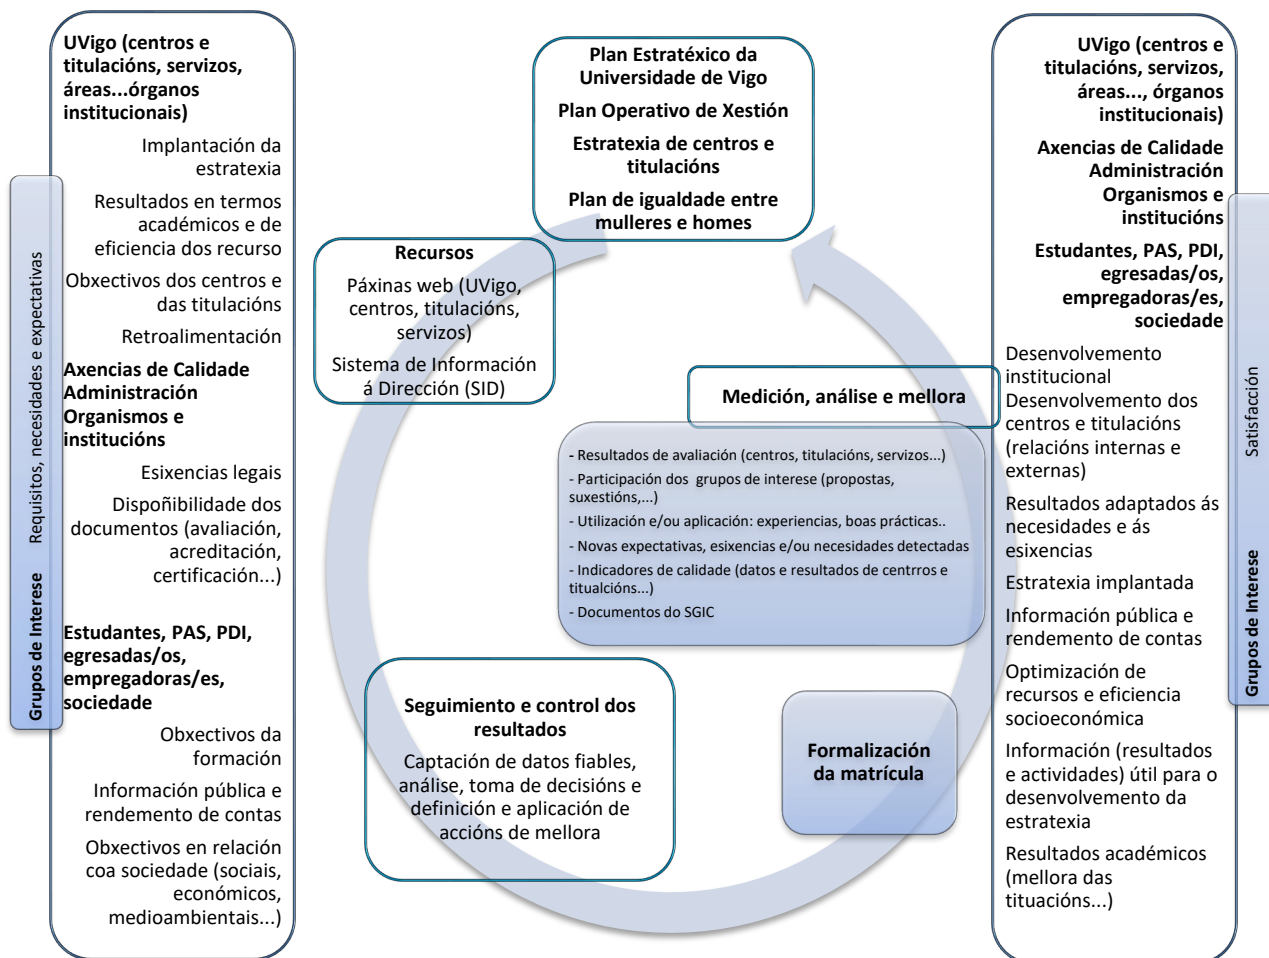 Grupos de Interese    Requisitos, necesidades e expectativas
UVigo (centros e
titulacións, servizos,
áreas...órganos
institucionais)
Implantación da
estratexia
Resultados en termos
académicos e de
eficiencia dos recurso
Obxectivos dos centros e
das titulacións
Retroalimentación
Axencias de Calidade
Administración
Organismos e
institucións
Esixencias legais
Dispoñibilidade dos
documentos (avaliación,
acreditación,
certificación...)
Estudantes, PAS, PDI,
egresadas/os,
empregadoras/es,
sociedade
Obxectivos da
formación
Información pública e
rendemento de contas
Obxectivos en relación
coa sociedade (sociais,
económicos,
medioambientais...)
Plan Estratéxico da
Universidade de Vigo
Plan Operativo de Xestión
Estratexia de centros e
titulacións
Plan de igualdade entre
mulleres e homes
Recursos
Páxinas web (UVigo,
centros, titulacións,
servizos)
Sistema de Información
á Dirección (SID)
Medición, análise e mellora
- Resultados de avaliación (centros, titulacións, servizos...)
- Participación dos grupos de interese (propostas,
suxestións,...)
- Utilización e/ou aplicación: experiencias, boas prácticas..
- Novas expectativas, esixencias e/ou necesidades detectadas
- Indicadores de calidade (datos e resultados de centrros e
titualcións...)
- Documentos do SGIC
Seguimiento e control dos
resultados
Captación de datos fiables,
análise, toma de decisións e
definición e aplicación de
accións de mellora
Formalización
da matrícula
UVigo (centros e
titulacións, servizos,
áreas..., órganos
institucionais)
Axencias de Calidade
Administración
Organismos e
institucións
Estudantes, PAS, PDI,
egresadas/os,
empregadoras/es,
sociedade
Desenvolvemento
institucional
Desenvolvemento dos
centros e titulacións
(relacións internas e
externas)
Resultados adaptados ás
necesidades e ás
esixencias
Estratexia implantada
Información pública e
rendemento de contas
Optimización de
recursos e eficiencia
socioeconómica
Información (resultados
e actividades) útil para o
desenvolvemento da
estratexia
Resultados académicos
(mellora das
tituacións...)
Grupos de Interese    Satisfacción